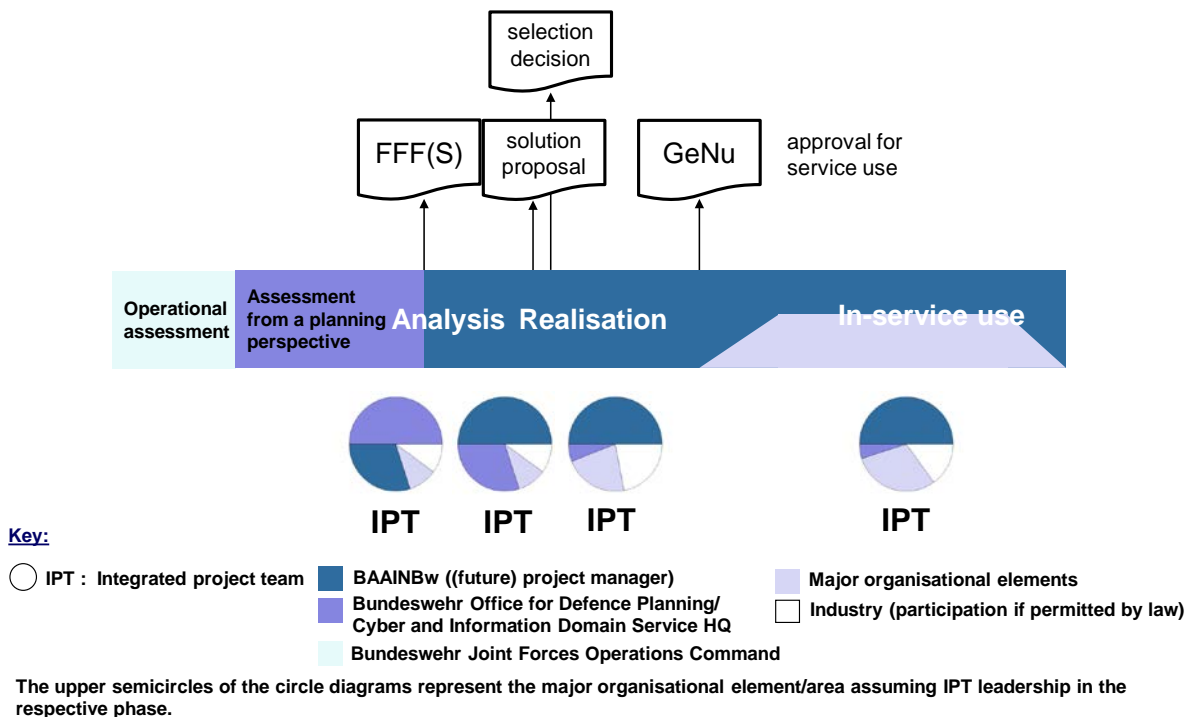 selection
decision
FFF(S)
solution
proposal
GeNu
approval for
service use
Operational
assessment
Assessment
from a planning
perspective
Analysis
Realisation
In-service use
IPT
IPT
IPT
IPT
Key:
IPT : Integrated project team
BAAINBw ((future) project manager)
Bundeswehr Office for Defence Planning/
Cyber and Information Domain Service HQ
Bundeswehr Joint Forces Operations Command
Major organisational elements
Industry (participation if permitted by law)
The upper semicircles of the circle diagrams represent the major organisational element/area assuming IPT leadership in the
respective phase.